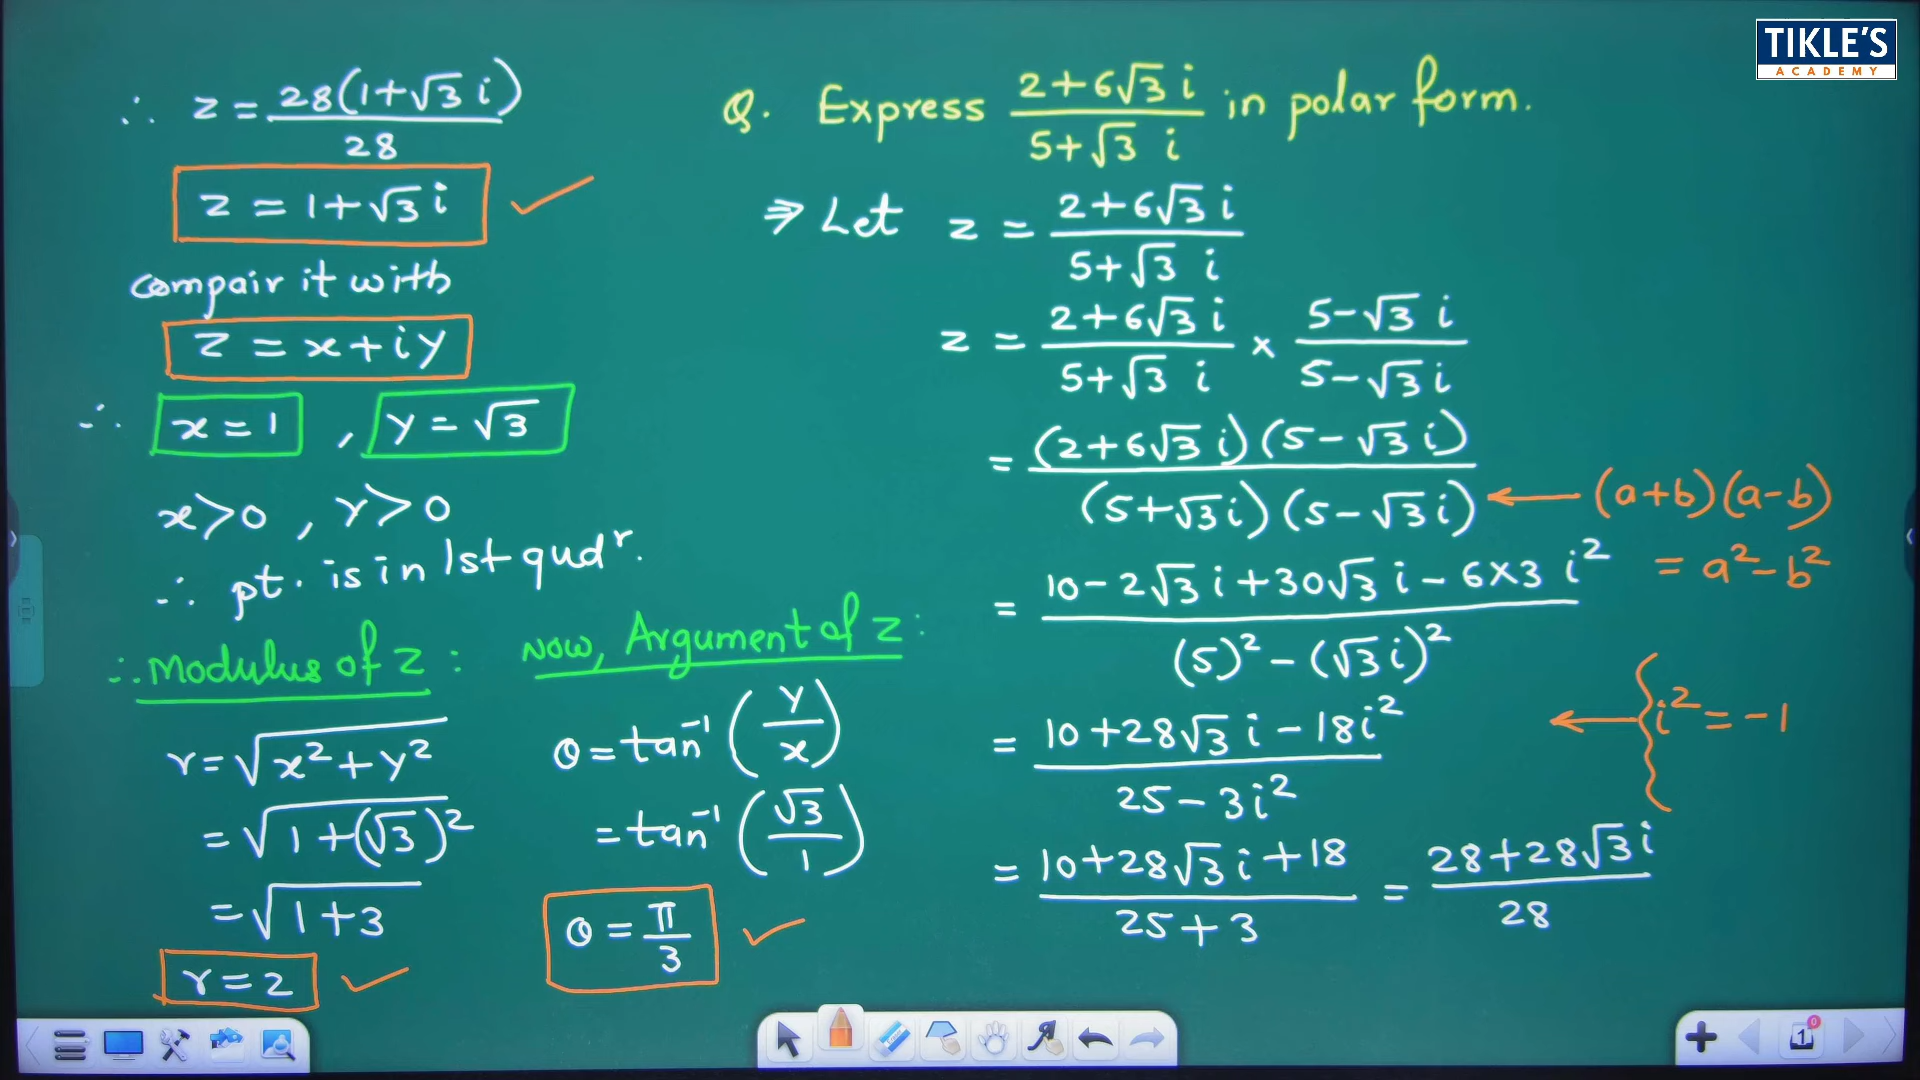 TIKLE'S
ACADEMY
Q. Express (2+6√3 i)/(5+√3 i) in polar form.
⇒ Let z = (2+6√3 i)/(5+√3 i)
z = (2+6√3 i)/(5+√3 i) × (5-√3 i)/(5-√3 i)
= (2+6√3 i)(5-√3 i)/(5+√3 i)(5-√3 i) ← (a+b)(a-b)
= a²-b²
= (10-2√3 i+30√3 i-6×3 i²)/((5)²-(√3 i)²)
= (10+28√3 i-18i²)/(25-3i²) ← { i² = -1
= (10+28√3 i+18)/(25+3) = (28+28√3 i)/28
∴ z = 28(1+√3 i)/28
z = 1+√3 i ✓
compair it with
z = x+iy
∴ x=1 , y=√3
x>0 , y>0
∴ pt. is in 1st qudr.
∴ Modulus of z :
r=√(x²+y²)
=√(1+(√3)²)
=√(1+3)
r=2 ✓
Now, Argument of z :
θ=tan⁻¹(y/x)
=tan⁻¹(√3/1)
θ=π/3 ✓
1
0